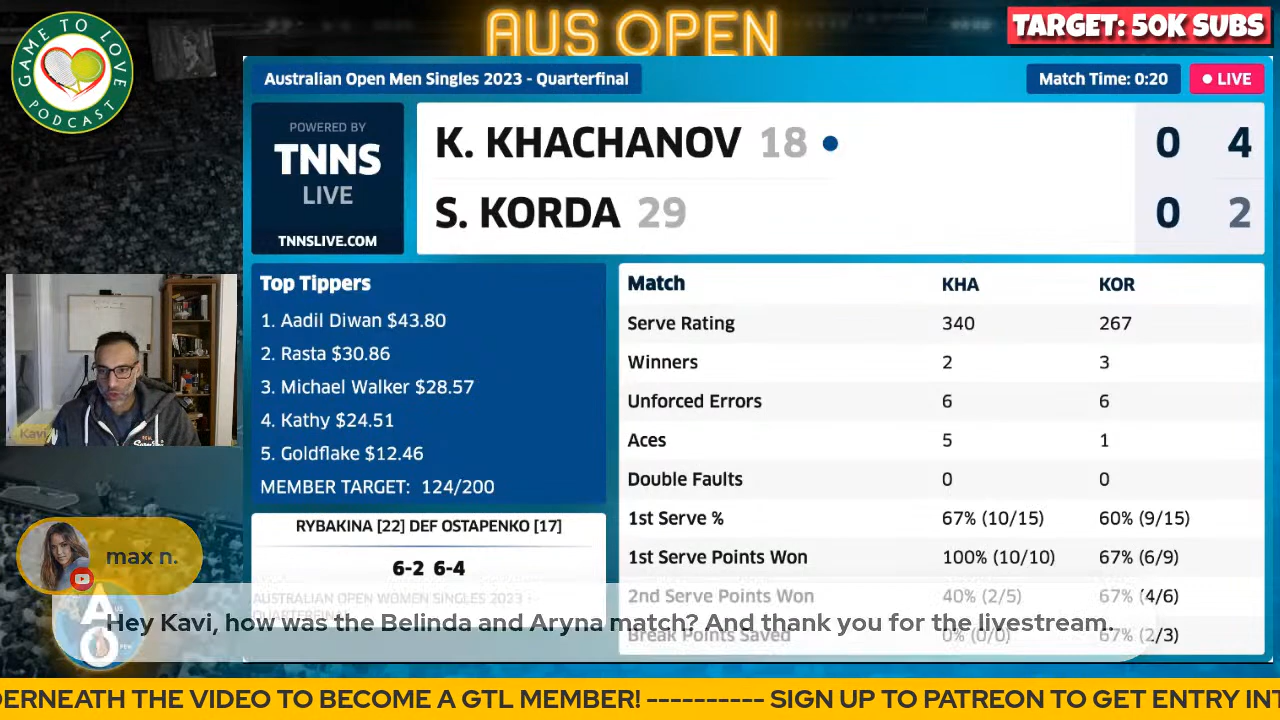 AUS OPEN
TARGET: 50K SUBS
GAME TO LOVE
PODCAST
Australian Open Men Singles 2023 - Quarterfinal
Match Time: 0:20
LIVE
POWERED BY
TNNS
LIVE
TNNSLIVE.COM
K. KHACHANOV 18 0 4
S. KORDA 29 0 2
Top Tippers
1. Aadil Diwan $43.80
2. Rasta $30.86
3. Michael Walker $28.57
4. Kathy $24.51
5. Goldflake $12.46
MEMBER TARGET: 124/200
RYBAKINA [22] DEF OSTAPENKO [17]
6-2 6-4
AUSTRALIAN OPEN WOMEN SINGLES 2023 -
QUARTERFINAL
Match KHA KOR
Serve Rating 340 267
Winners 2 3
Unforced Errors 6 6
Aces 5 1
Double Faults 0 0
1st Serve % 67% (10/15) 60% (9/15)
1st Serve Points Won 100% (10/10) 67% (6/9)
2nd Serve Points Won 40% (2/5) 67% (4/6)
Break Points Saved 0% (0/0) 67% (2/3)
Kavi
max n.
Hey Kavi, how was the Belinda and Aryna match? And thank you for the livestream.
AO
DERNEATH THE VIDEO TO BECOME A GTL MEMBER! ---------- SIGN UP TO PATREON TO GET ENTRY INT